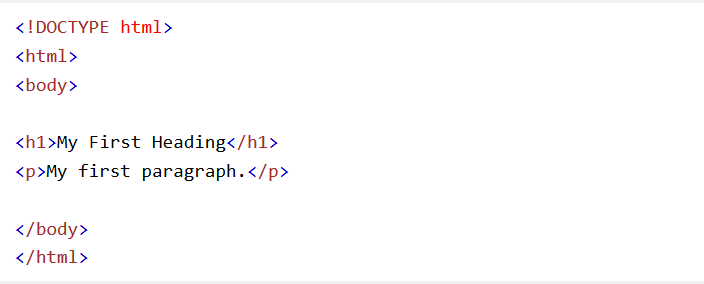 <!DOCTYPE html>
<html>
<body>
<h1>My First Heading</h1>
<p>My first paragraph.</p>
</body>
</html>